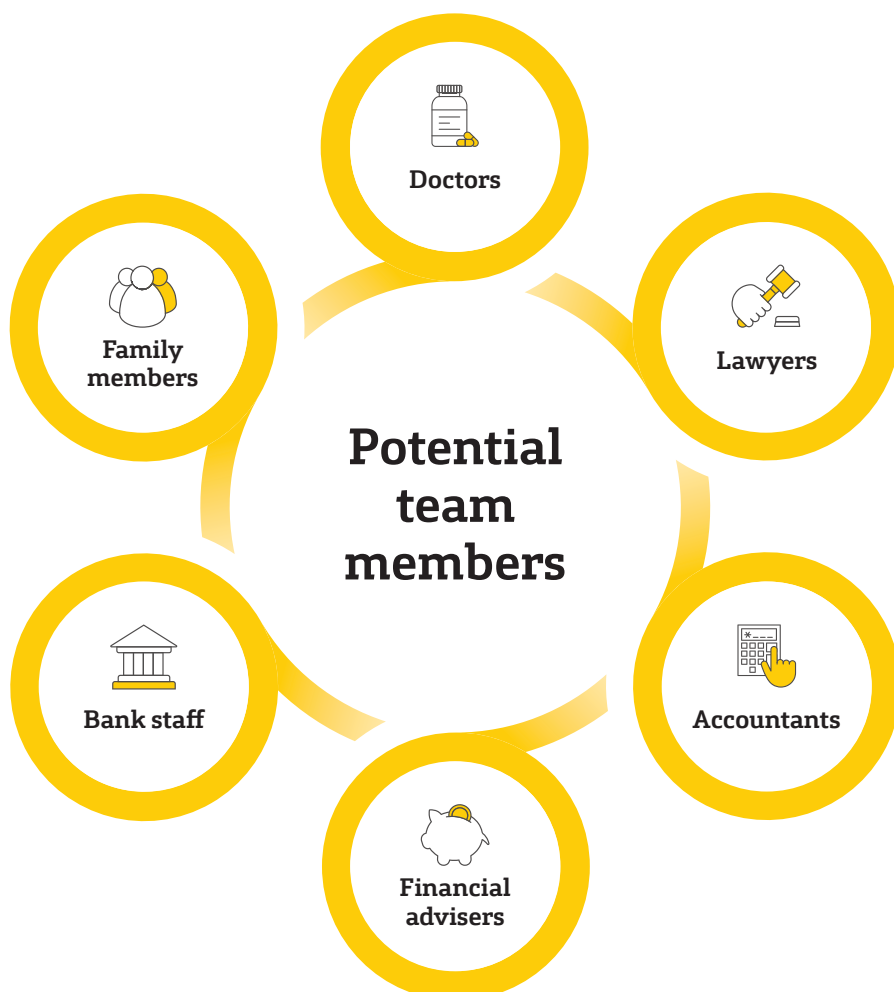 Doctors
Lawyers
Family
members
Potential
team
members
Bank staff
Accountants
Financial
advisers